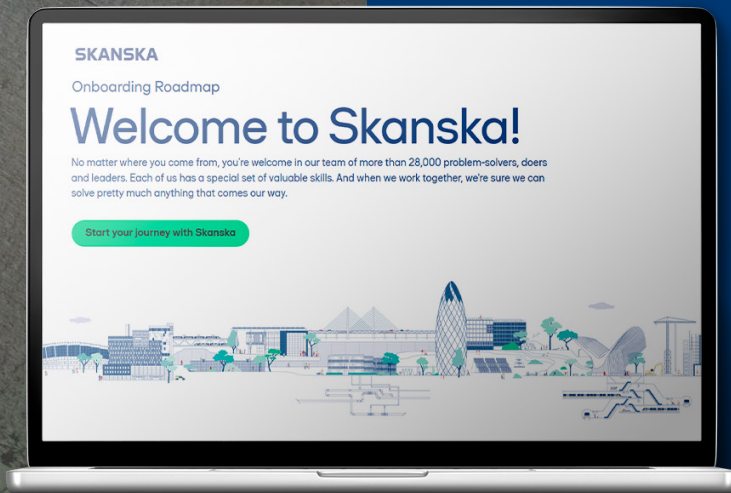 SKANSKA
Onboarding Roadmap
Welcome to Skanska!
No matter where you come from, you're welcome in our team of more than 28,000 problem-solvers, doers
and leaders. Each of us has a special set of valuable skills. And when we work together, we're sure we can
solve pretty much anything that comes our way.
Start your journey with Skanska